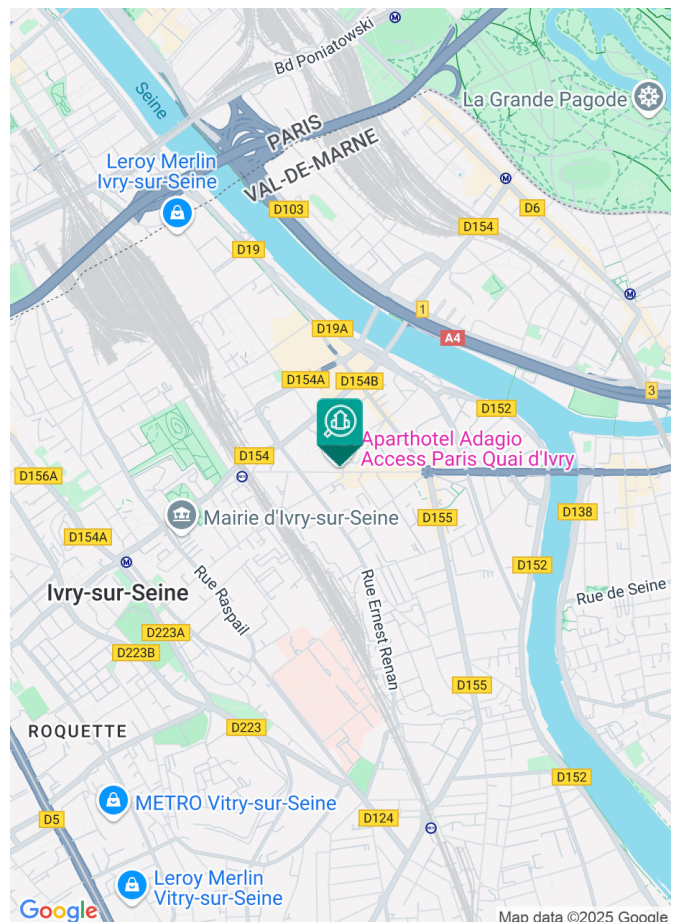 Bd Poniatowski
Seine
La Grande Pagode
PARIS
VAL-DE-MARNE
Leroy Merlin
Ivry-sur-Seine
D103
D6
D154
D19
1
D19A
A4
D154A
D154B
3
D152
Aparthotel Adagio
Access Paris Quai d'Ivry
D154
D156A
Mairie d'Ivry-sur-Seine
D155
D138
D154A
D152
Ivry-sur-Seine
Rue de Seine
Rue Raspail
Rue Ernest Renan
D223A
D223B
D155
ROQUETTE
D223
D152
METRO Vitry-sur-Seine
D5
D124
Leroy Merlin
Vitry-sur-Seine
Google
Map data ©2025 Google